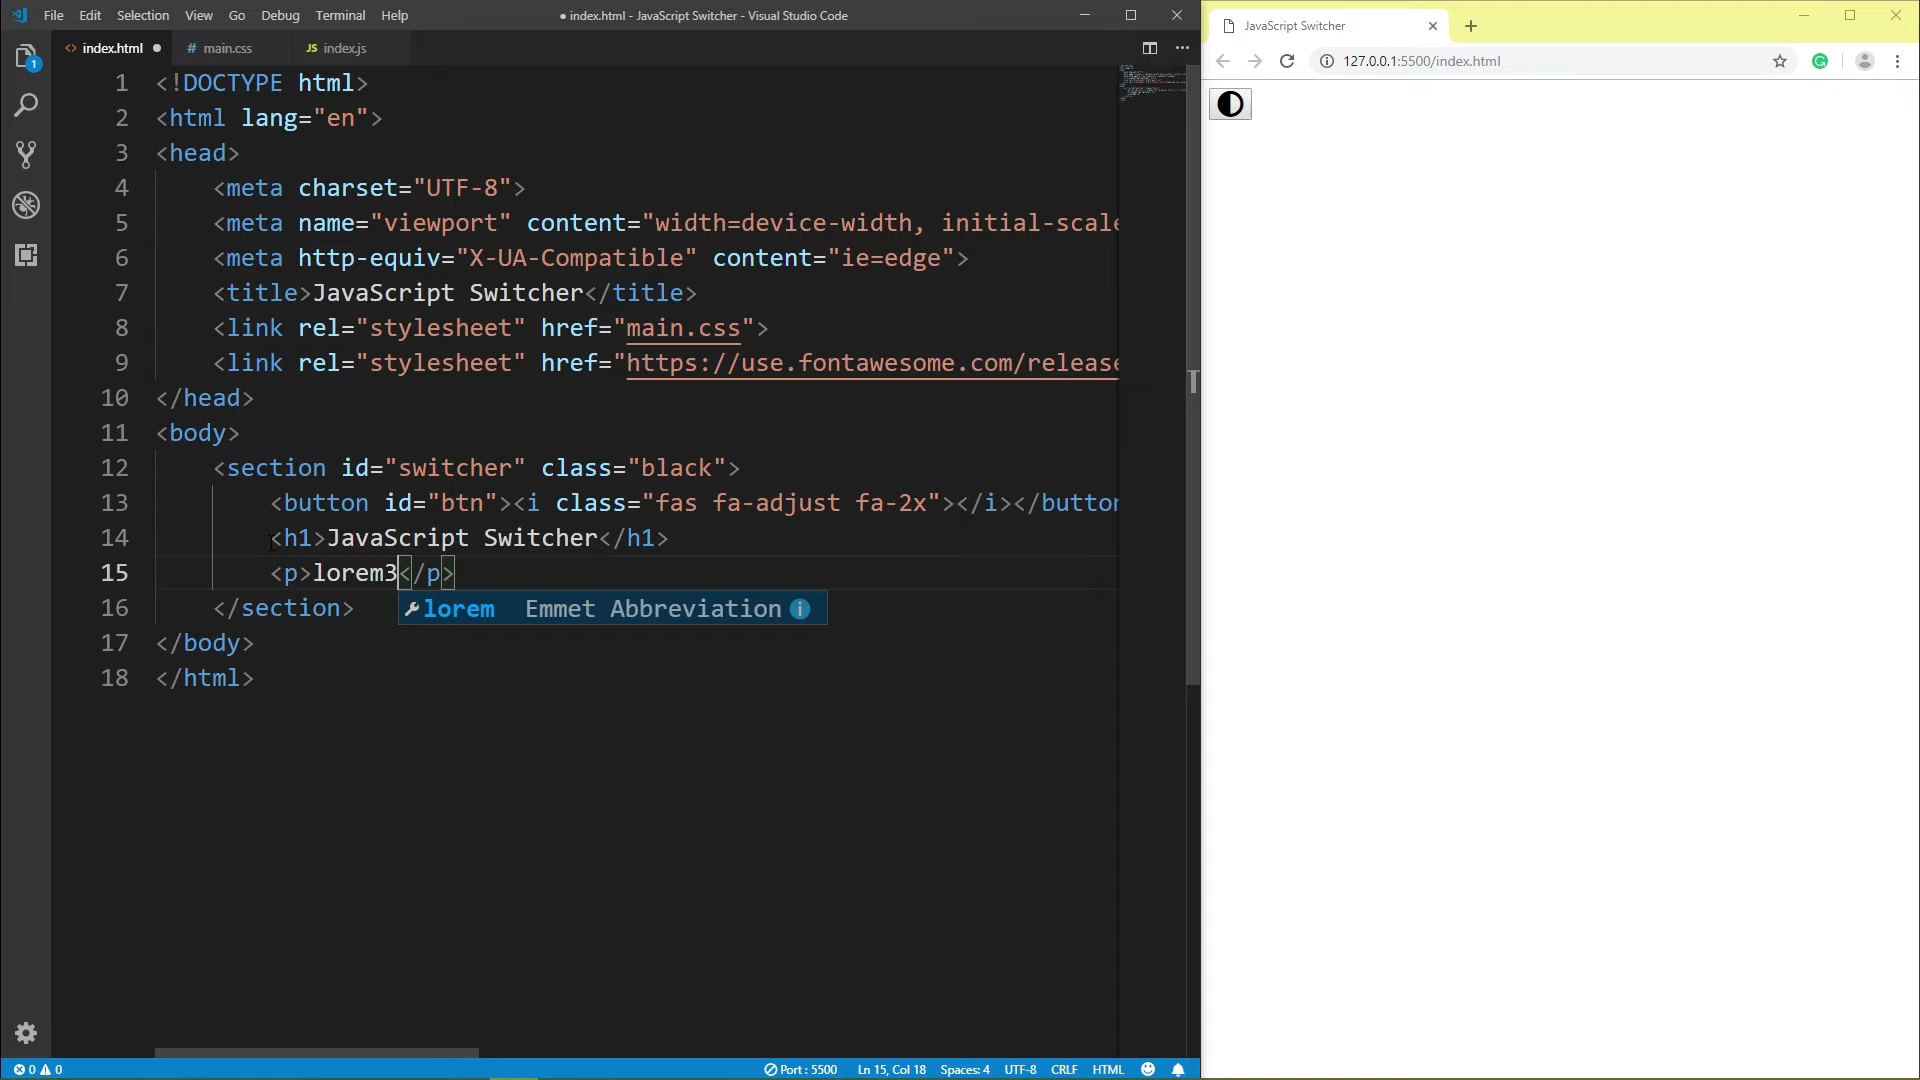 File Edit Selection View Go Debug Terminal Help
● index.html - JavaScript Switcher - Visual Studio Code
<> index.html ●
# main.css
JS index.js
1 <!DOCTYPE html>
2 <html lang="en">
3 <head>
4 <meta charset="UTF-8">
5 <meta name="viewport" content="width=device-width, initial-scale
6 <meta http-equiv="X-UA-Compatible" content="ie=edge">
7 <title>JavaScript Switcher</title>
8 <link rel="stylesheet" href="main.css">
9 <link rel="stylesheet" href="https://use.fontawesome.com/release
10 </head>
11 <body>
12 <section id="switcher" class="black">
13 <button id="btn"><i class="fas fa-adjust fa-2x"></i></button
14 <h1>JavaScript Switcher</h1>
15 <p>lorem3</p>
lorem Emmet Abbreviation
16 </section>
17 </body>
18 </html>
1
0 0
Port : 5500 Ln 15, Col 18 Spaces: 4 UTF-8 CRLF HTML
JavaScript Switcher
127.0.0.1:5500/index.html